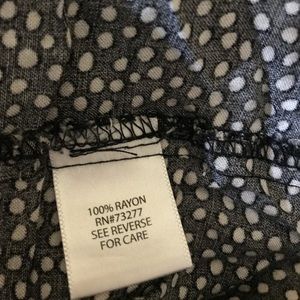 100% RAYON
RN#73277
SEE REVERSE
FOR CARE